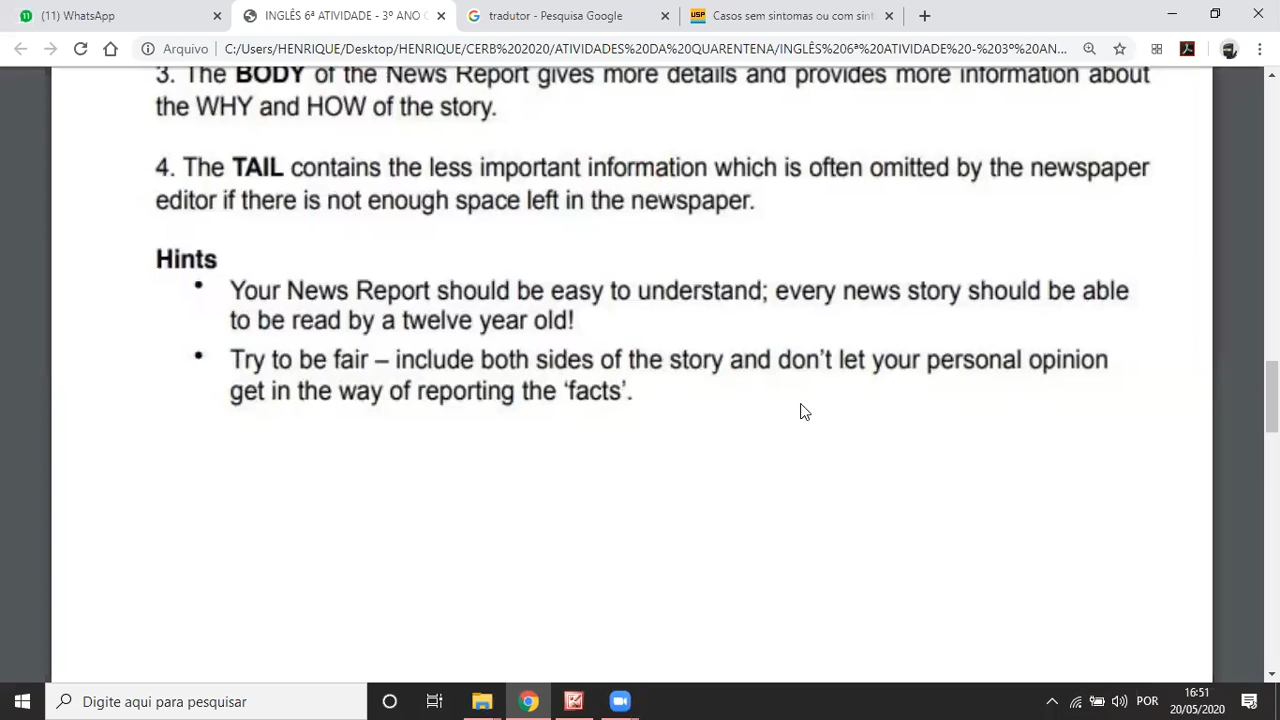 (11) WhatsApp
INGLÊS 6ª ATIVIDADE - 3º ANO C
tradutor - Pesquisa Google
USP Casos sem sintomas ou com sint
Arquivo C:/Users/HENRIQUE/Desktop/HENRIQUE/CERB%202020/ATIVIDADES%20DA%20QUARENTENA/INGLÊS%206ª%20ATIVIDADE%20-%203º%20AN...
3. The BODY of the News Report gives more details and provides more information about
the WHY and HOW of the story.
4. The TAIL contains the less important information which is often omitted by the newspaper
editor if there is not enough space left in the newspaper.
Hints
• Your News Report should be easy to understand; every news story should be able
to be read by a twelve year old!
• Try to be fair – include both sides of the story and don’t let your personal opinion
get in the way of reporting the ‘facts’.
Digite aqui para pesquisar
POR
16:51
20/05/2020